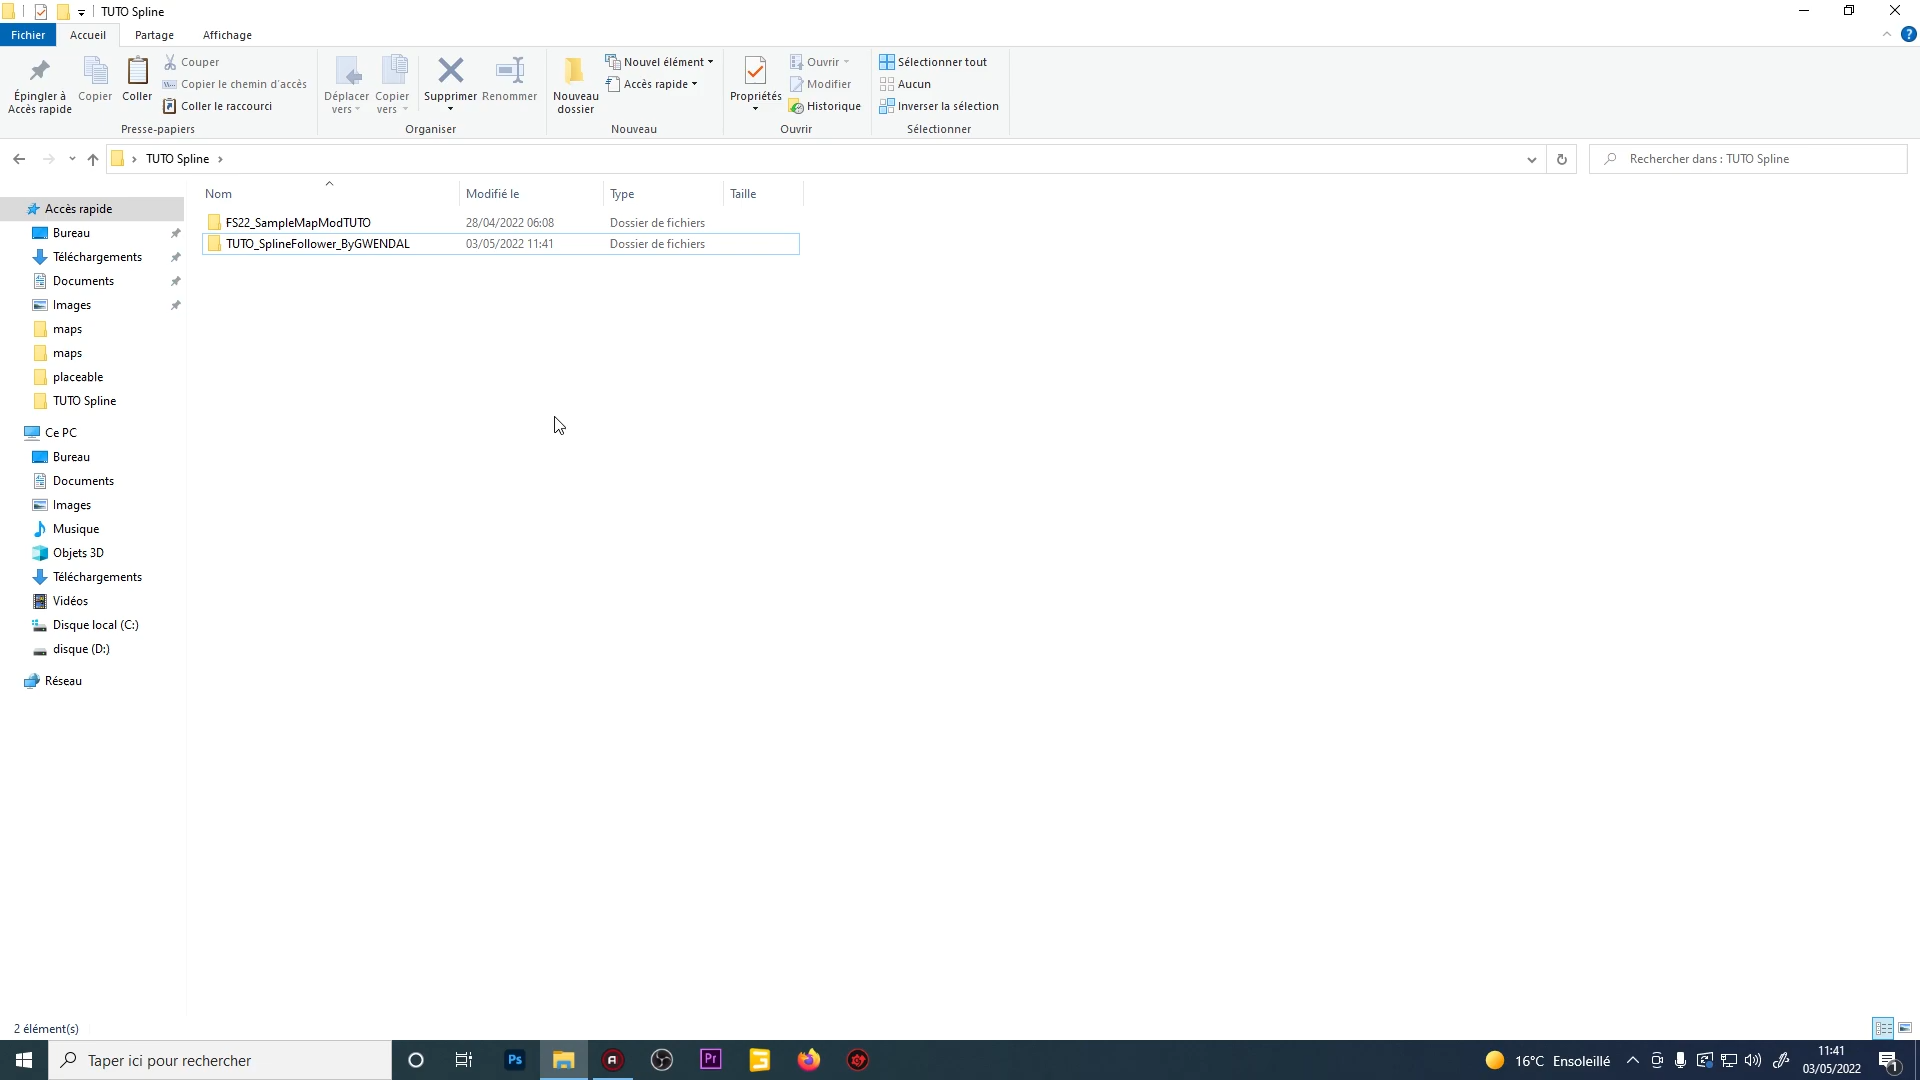 TUTO Spline
Fichier
Accueil
Partage
Affichage
Épingler à
Accès rapide
Copier
Coller
Couper
Copier le chemin d'accès
Coller le raccourci
Presse-papiers
Déplacer
vers
Copier
vers
Supprimer
Renommer
Organiser
Nouveau
dossier
Nouvel élément
Accès rapide
Nouveau
Propriétés
Ouvrir
Modifier
Historique
Ouvrir
Sélectionner tout
Aucun
Inverser la sélection
Sélectionner
TUTO Spline
Rechercher dans : TUTO Spline
Nom
Modifié le
Type
Taille
FS22_SampleMapModTUTO 28/04/2022 06:08 Dossier de fichiers
TUTO_SplineFollower_ByGWENDAL 03/05/2022 11:41 Dossier de fichiers
Accès rapide
Bureau
Téléchargements
Documents
Images
maps
maps
placeable
TUTO Spline
Ce PC
Bureau
Documents
Images
Musique
Objets 3D
Téléchargements
Vidéos
Disque local (C:)
disque (D:)
Réseau
2 élément(s)
Taper ici pour rechercher
Ps
Pr
16°C Ensoleillé
11:41
03/05/2022
1